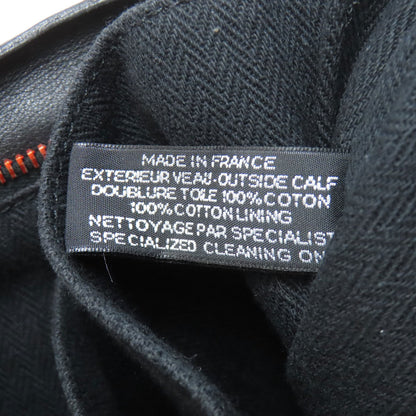 MADE IN FRANCE
EXTERIEUR VEAU-OUTSIDE CALF
DOUBLURE TOILE 100% COTON
100% COTTON LINING
NETTOYAGE PAR SPECIALIST
SPECIALIZED CLEANING ON